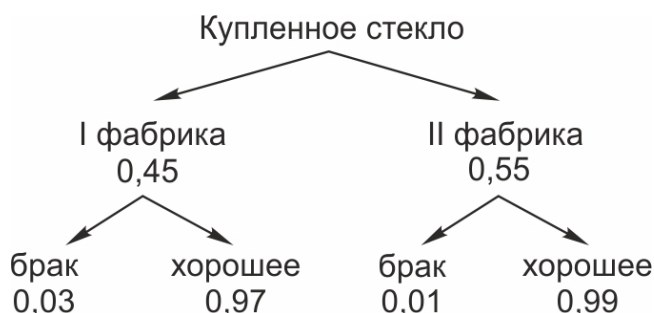 Купленное стекло
I фабрика II фабрика
0,45 0,55
брак хорошее брак хорошее
0,03 0,97 0,01 0,99